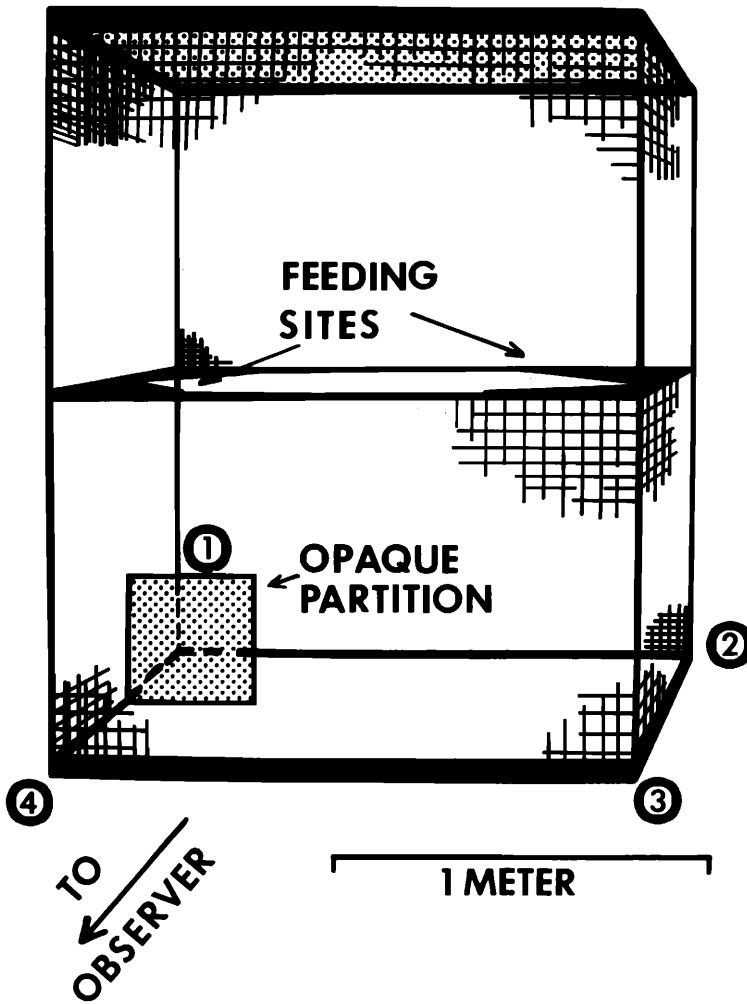 FEEDING
SITES
1
OPAQUE
PARTITION
2
4
3
TO
OBSERVER
1 METER